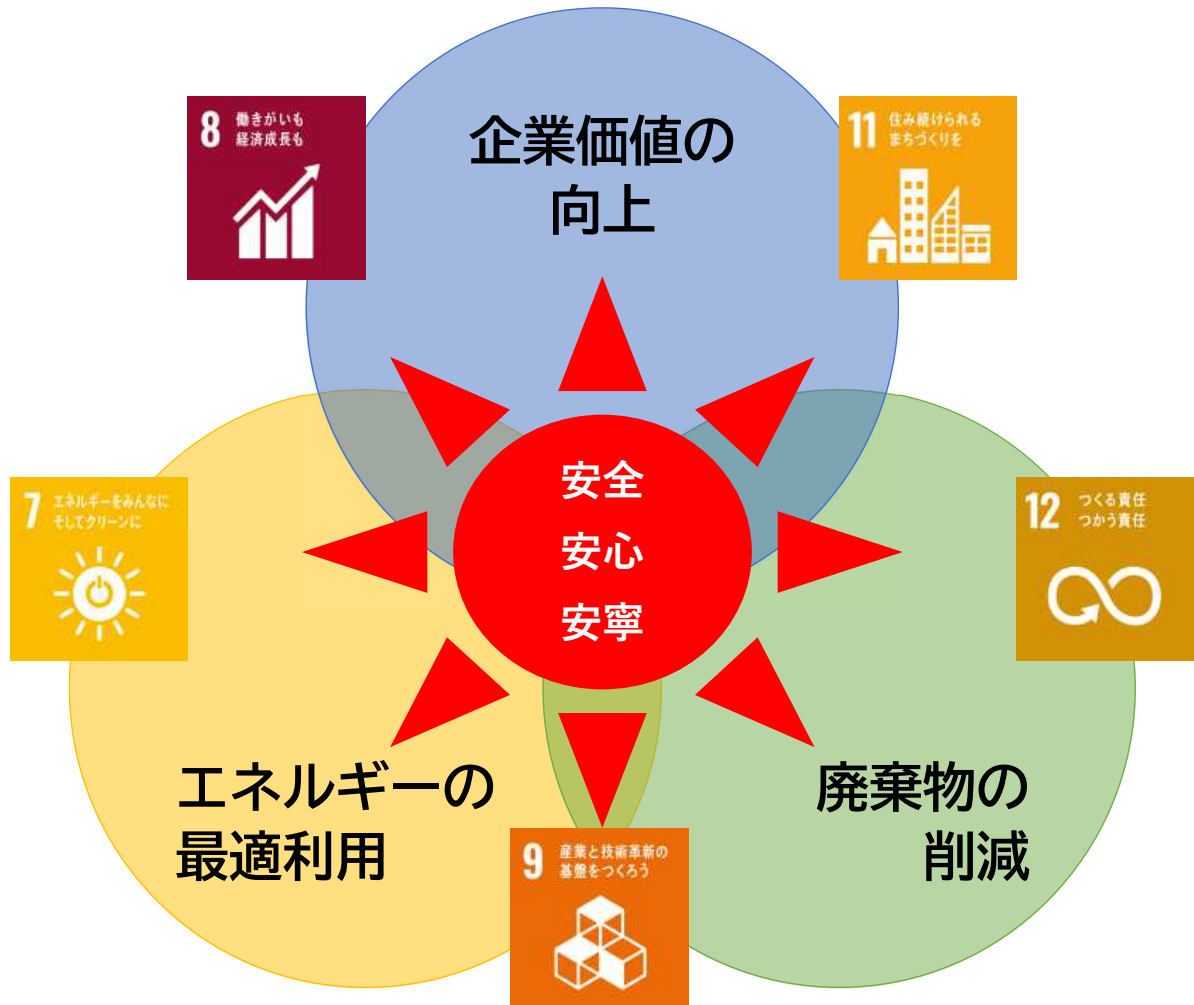 企業価値の
向上
8 働きがいも
経済成長も
11 住み続けられる
まちづくりを
安全
安心
安寧
7 エネルギーをみんなに
そしてクリーンに
12 つくる責任
つかう責任
エネルギーの
最適利用
廃棄物の
削減
9 産業と技術革新の
基盤をつくろう